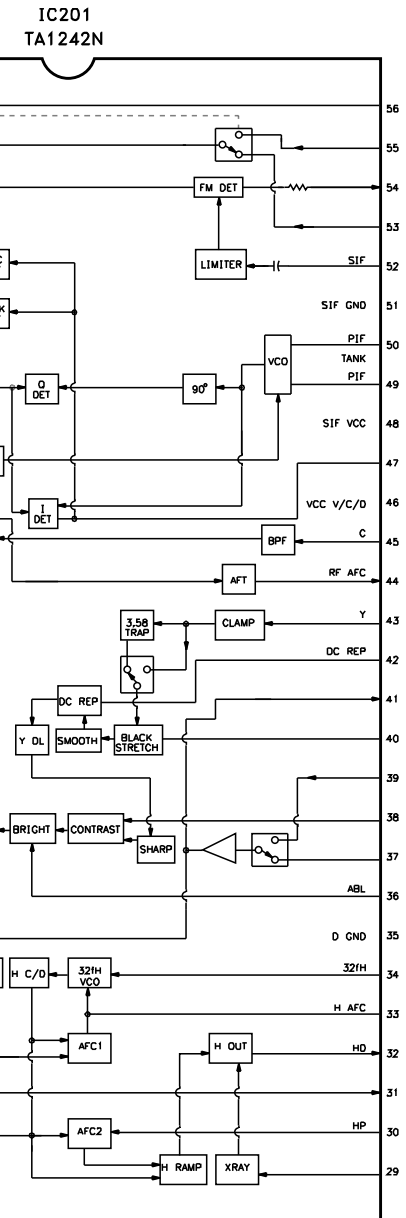 IC201
TA1242N
56
55
FM DET
54
53
LIMITER
SIF
52
SIF GND
51
PIF
50
VCO
TANK
Q
DET
90°
PIF
49
SIF VCC
48
47
I
DET
VCC V/C/D
46
BPF
C
45
AFT
RF AFC
44
3.58
TRAP
CLAMP
Y
43
DC REP
42
DC REP
41
Y DL
SMOOTH
BLACK
STRETCH
40
39
BRIGHT
CONTRAST
38
SHARP
37
ABL
36
D GND
35
H C/D
32fH
VCO
32fH
34
H AFC
33
AFC1
H OUT
HD
32
31
AFC2
HP
30
H RAMP
XRAY
29